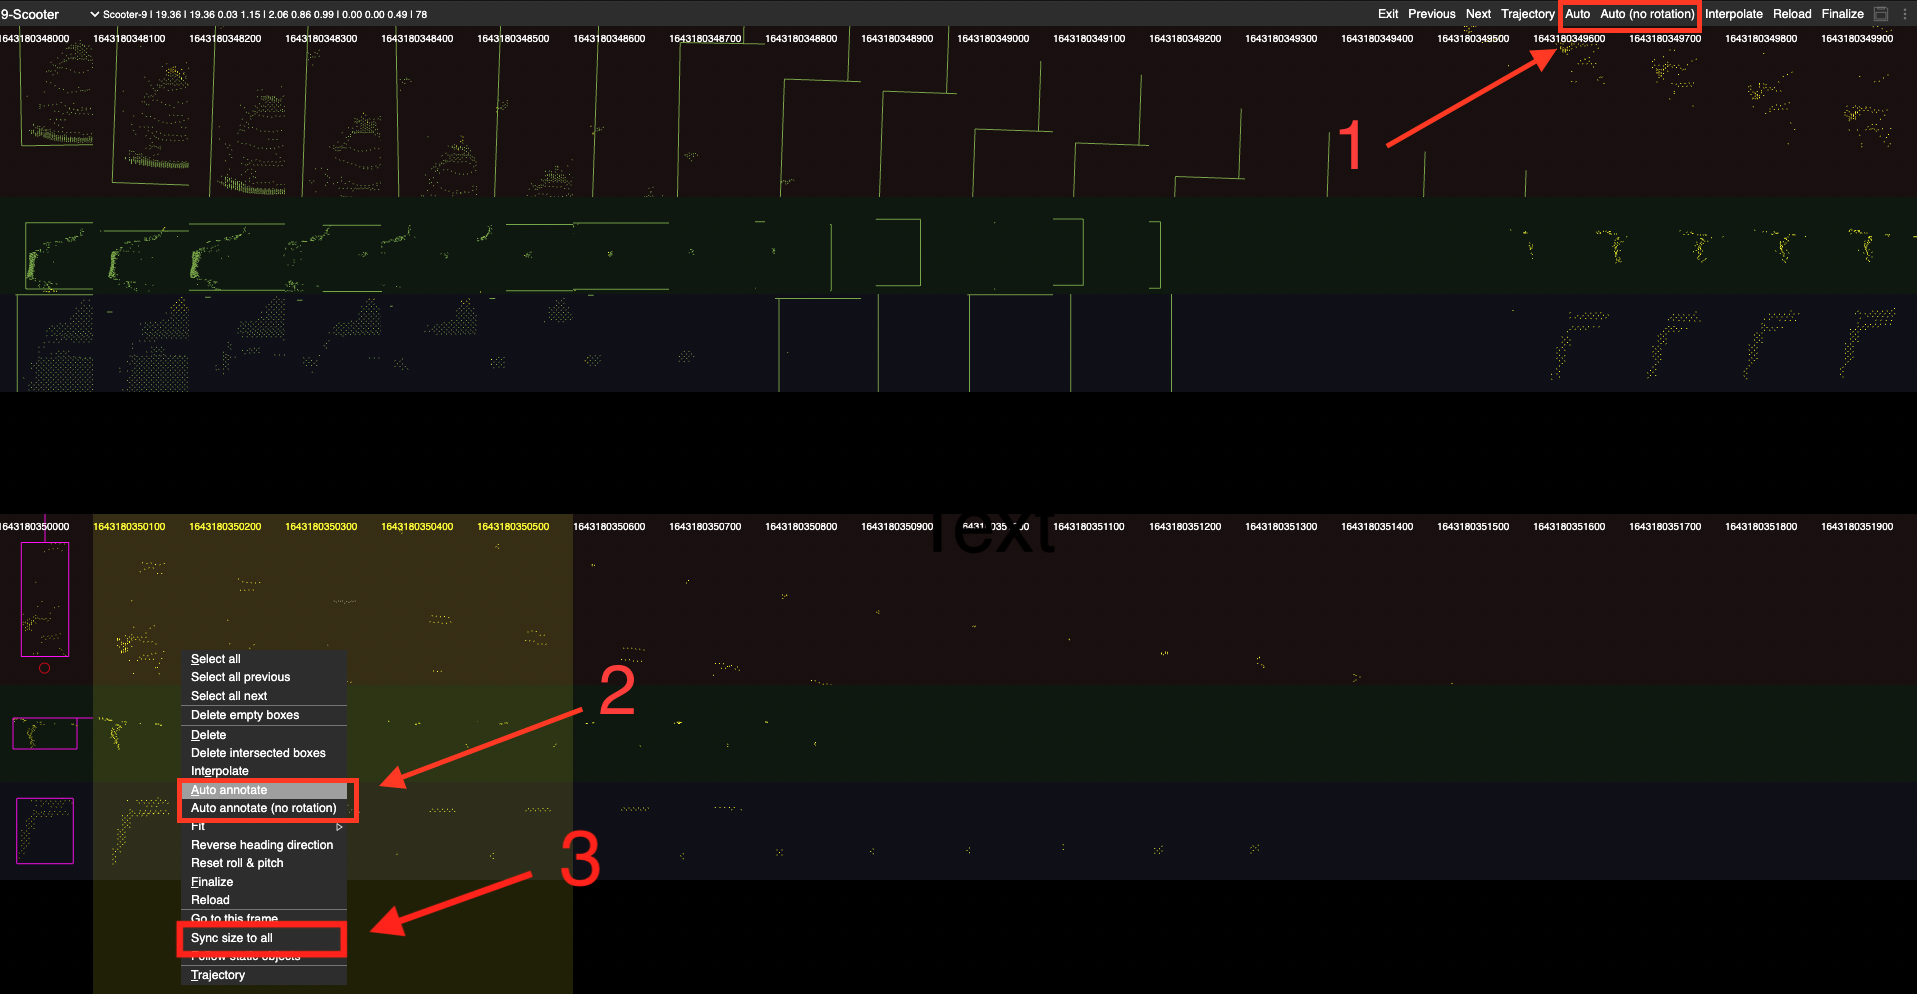 9-Scooter Scooter-9 | 19.36 | 19.36 0.03 1.15 | 2.06 0.86 0.99 | 0.00 0.00 0.49 | 78 Exit Previous Next Trajectory Auto Auto (no rotation) Interpolate Reload Finalize
1643180348000 1643180348100 1643180348200 1643180348300 1643180348400 1643180348500 1643180348600 1643180348700 1643180348800 1643180348900 1643180349000 1643180349100 1643180349200 1643180349300 1643180349400 1643180349500 1643180349600 1643180349700 1643180349800 1643180349900
1
Text
1643180350000 1643180350100 1643180350200 1643180350300 1643180350400 1643180350500 1643180350600 1643180350700 1643180350800 1643180350900 1643180351000 1643180351100 1643180351200 1643180351300 1643180351400 1643180351500 1643180351600 1643180351700 1643180351800 1643180351900
Select all
Select all previous
Select all next
2
Delete empty boxes
Delete
Delete intersected boxes
Interpolate
Auto annotate
Auto annotate (no rotation)
Fit
Reverse heading direction
3
Reset roll & pitch
Finalize
Reload
Go to this frame
Sync size to all
Follow static objects
Trajectory